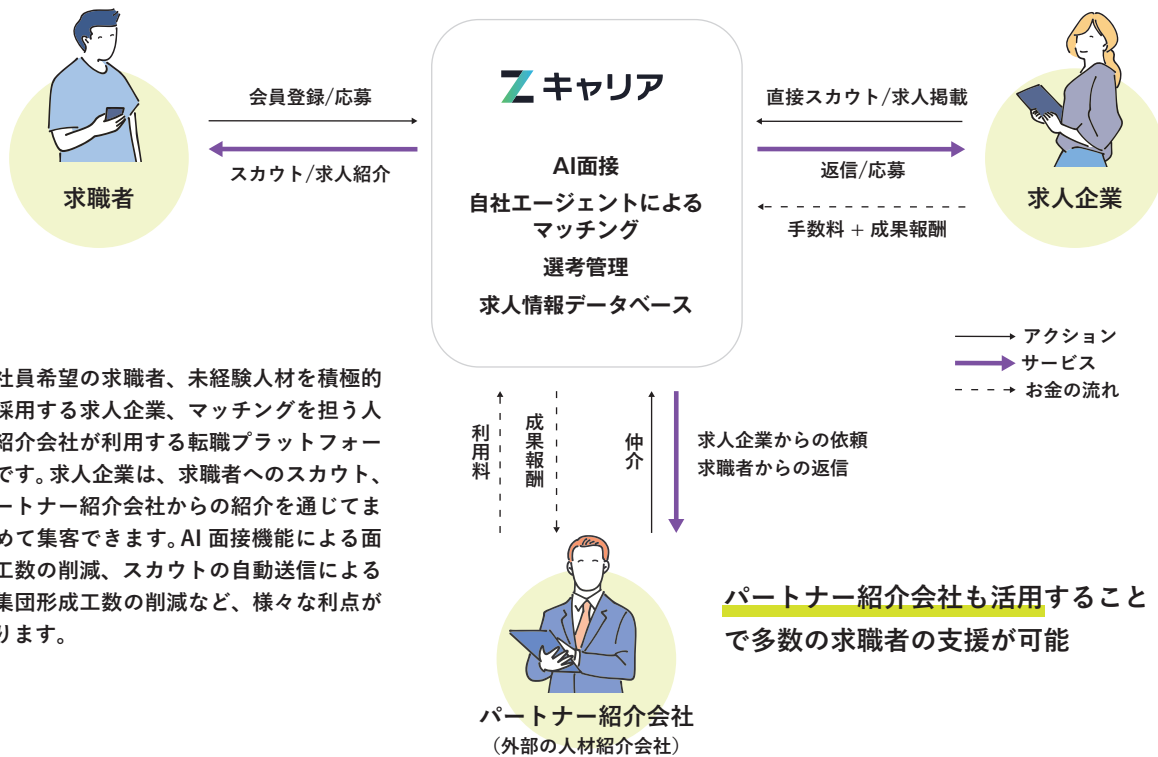 Zキャリア
会員登録/応募
スカウト/求人紹介
求職者
AI面接
自社エージェントによる
マッチング
選考管理
求人情報データベース
直接スカウト/求人掲載
返信/応募
手数料 + 成果報酬
求人企業
アクション
サービス
お金の流れ
社員希望の求職者、未経験人材を積極的
採用する求人企業、マッチングを担う人
紹介会社が利用する転職プラットフォー
です。求人企業は、求職者へのスカウト、
ートナー紹介会社からの紹介を通じてま
めて集客できます。AI 面接機能による面
工数の削減、スカウトの自動送信による
集団形成工数の削減など、様々な利点が
ります。
利用料
成果報酬
仲介
求人企業からの依頼
求職者からの返信
パートナー紹介会社も活用すること
で多数の求職者の支援が可能
パートナー紹介会社
（外部の人材紹介会社）